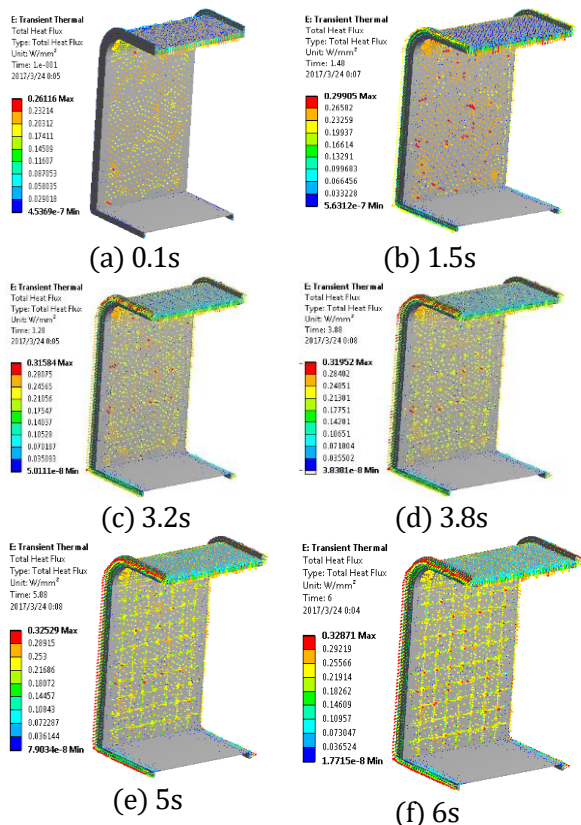 E: Transient Thermal
Total Heat Flux
Type: Total Heat Flux
Unit: W/mm²
Time: 1.e-001
2017/3/24 0:05
0.26116 Max
0.23214
0.20312
0.17411
0.14509
0.11607
0.087053
0.058035
0.029018
4.5369e-7 Min
(a) 0.1s
E: Transient Thermal
Total Heat Flux
Type: Total Heat Flux
Unit: W/mm²
Time: 1.48
2017/3/24 0:07
0.29905 Max
0.26582
0.23259
0.19937
0.16614
0.13291
0.099683
0.066456
0.033228
5.6312e-7 Min
(b) 1.5s
E: Transient Thermal
Total Heat Flux
Type: Total Heat Flux
Unit: W/mm²
Time: 3.28
2017/3/24 0:05
0.31584 Max
0.28075
0.24565
0.21056
0.17547
0.14037
0.10528
0.070187
0.035093
5.0111e-8 Min
(c) 3.2s
E: Transient Thermal
Total Heat Flux
Type: Total Heat Flux
Unit: W/mm²
Time: 3.88
2017/3/24 0:08
0.31952 Max
0.28402
0.24851
0.21301
0.17751
0.14201
0.10651
0.071004
0.035502
3.8381e-8 Min
(d) 3.8s
E: Transient Thermal
Total Heat Flux
Type: Total Heat Flux
Unit: W/mm²
Time: 5.08
2017/3/24 0:08
0.32529 Max
0.28915
0.253
0.21686
0.18072
0.14457
0.10843
0.072287
0.036144
7.9034e-8 Min
(e) 5s
E: Transient Thermal
Total Heat Flux
Type: Total Heat Flux
Unit: W/mm²
Time: 6
2017/3/24 0:04
0.32871 Max
0.29219
0.25566
0.21914
0.18262
0.14609
0.10957
0.073047
0.036524
1.7715e-8 Min
(f) 6s